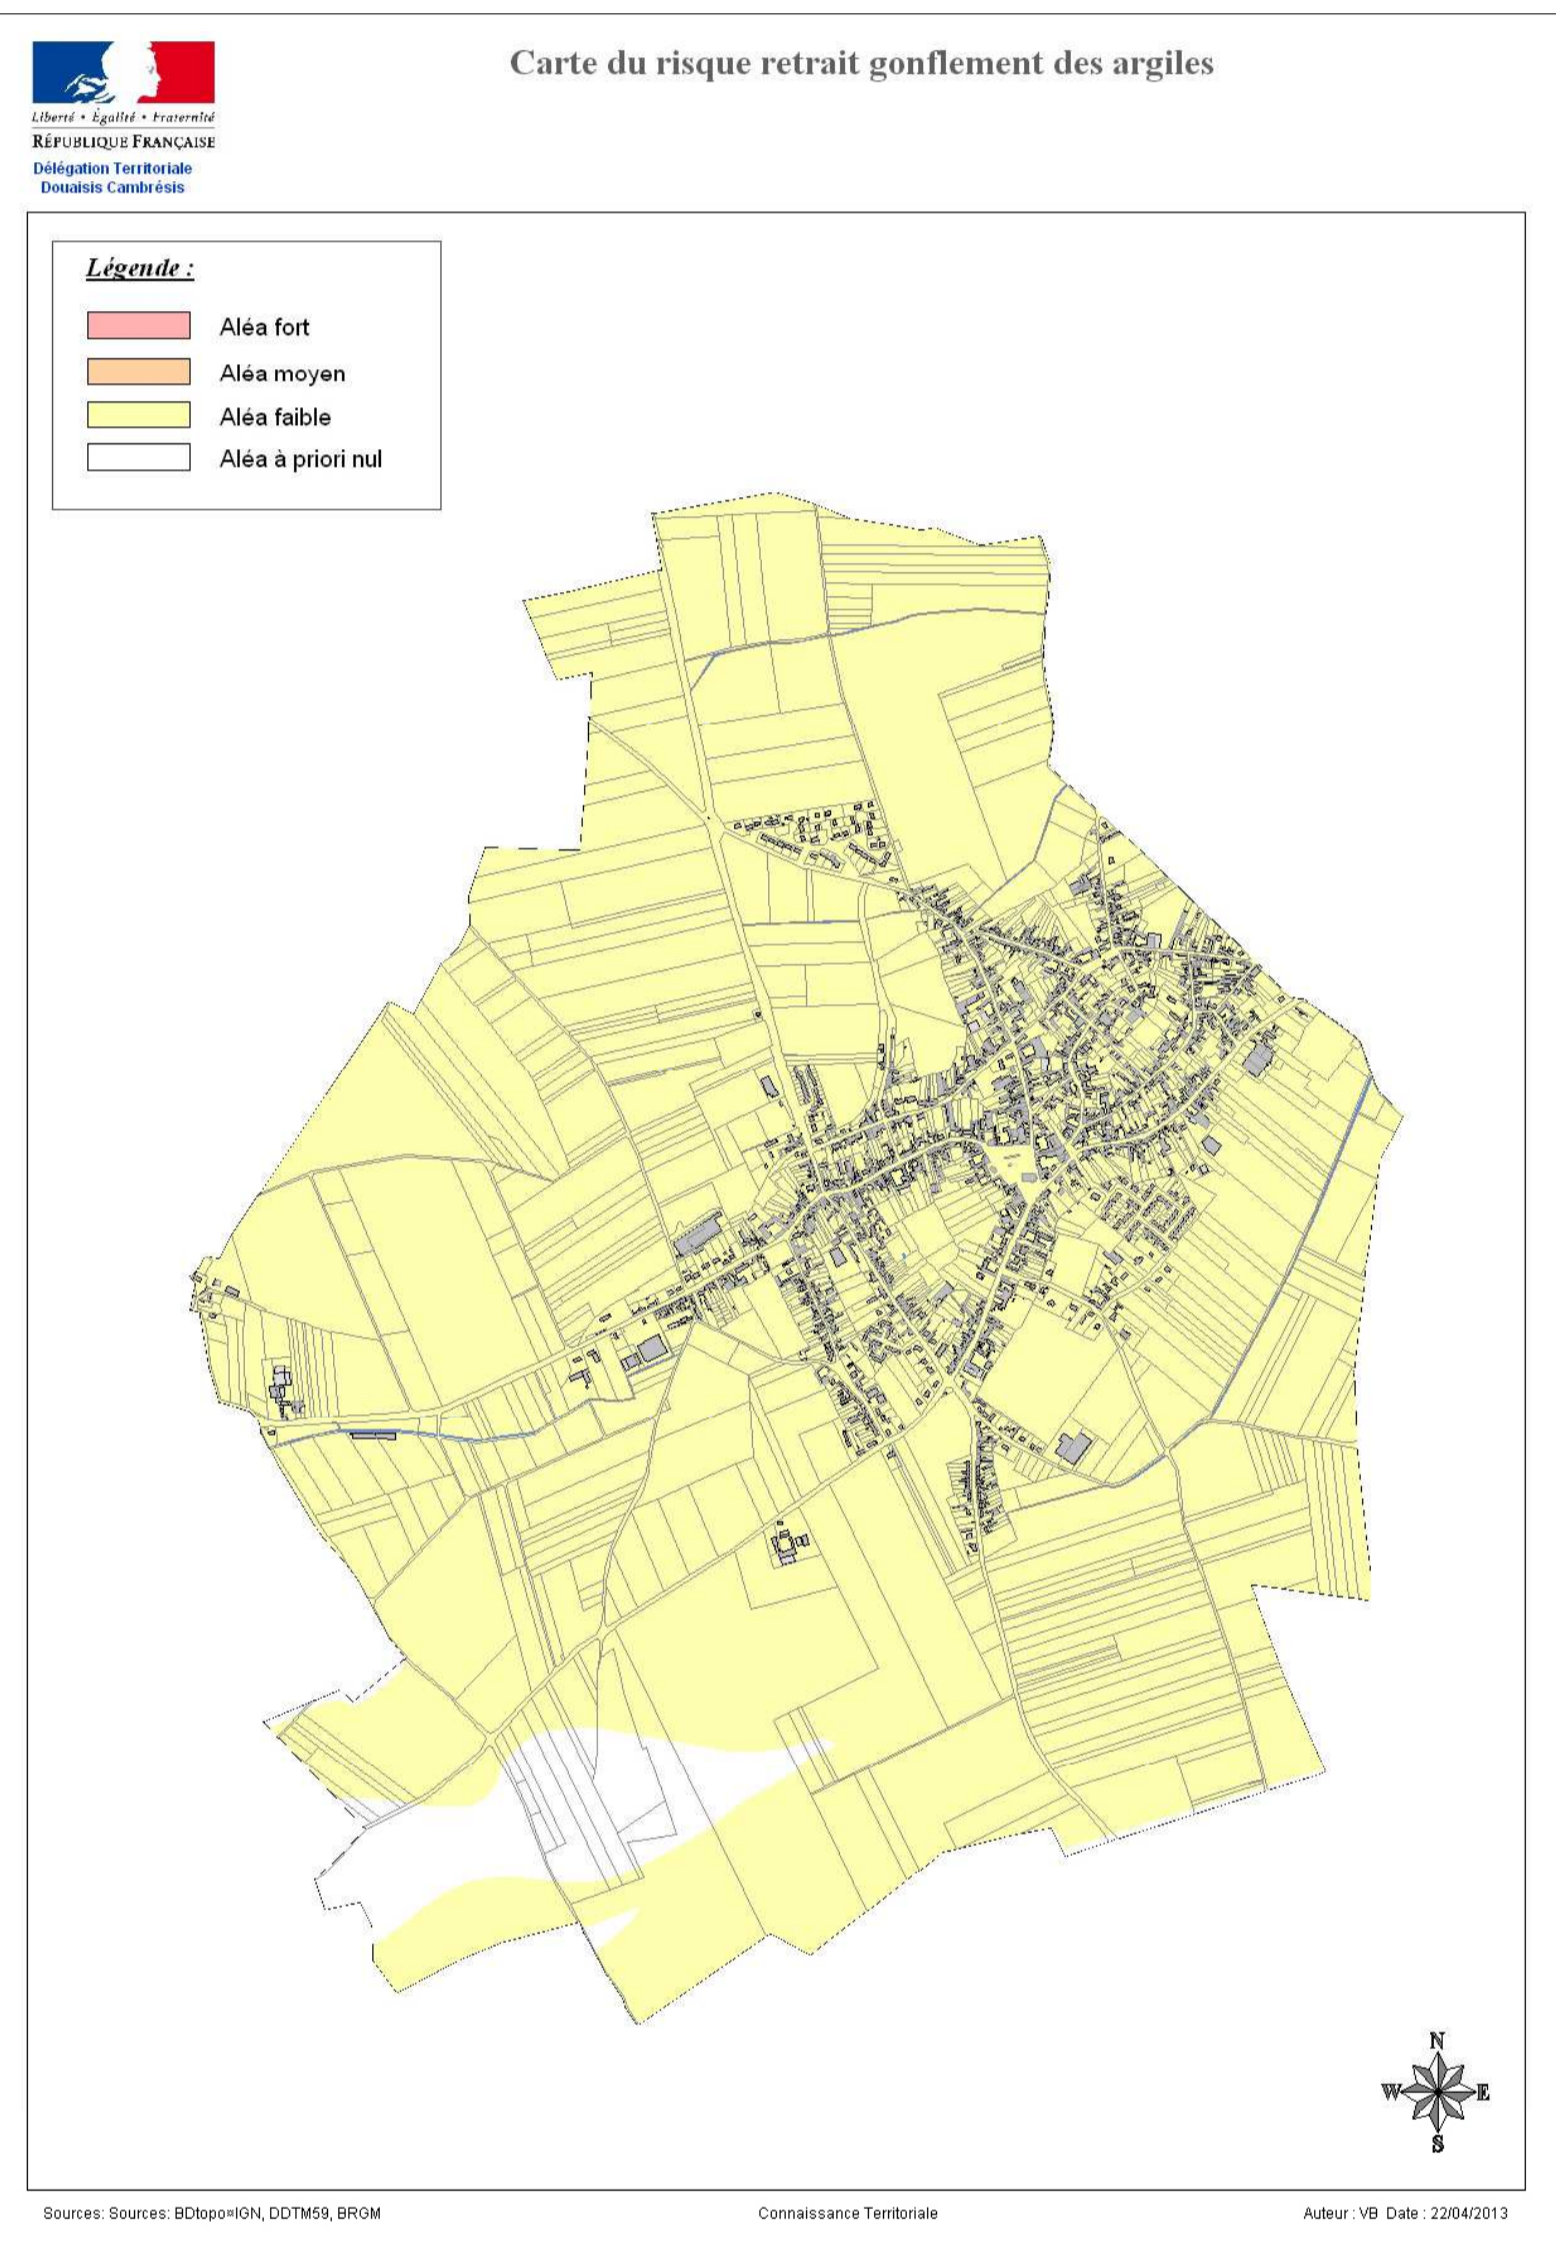 Carte du risque retrait gonflement des argiles
Liberté • Égalité • Fraternité
RÉPUBLIQUE FRANÇAISE
Délégation Territoriale
Douaisis Cambrésis
Légende :
Aléa fort
Aléa moyen
Aléa faible
Aléa à priori nul
N
W E
S
Sources: Sources: BDtopo¤IGN, DDTM59, BRGM
Connaissance Territoriale
Auteur : VB Date : 22/04/2013